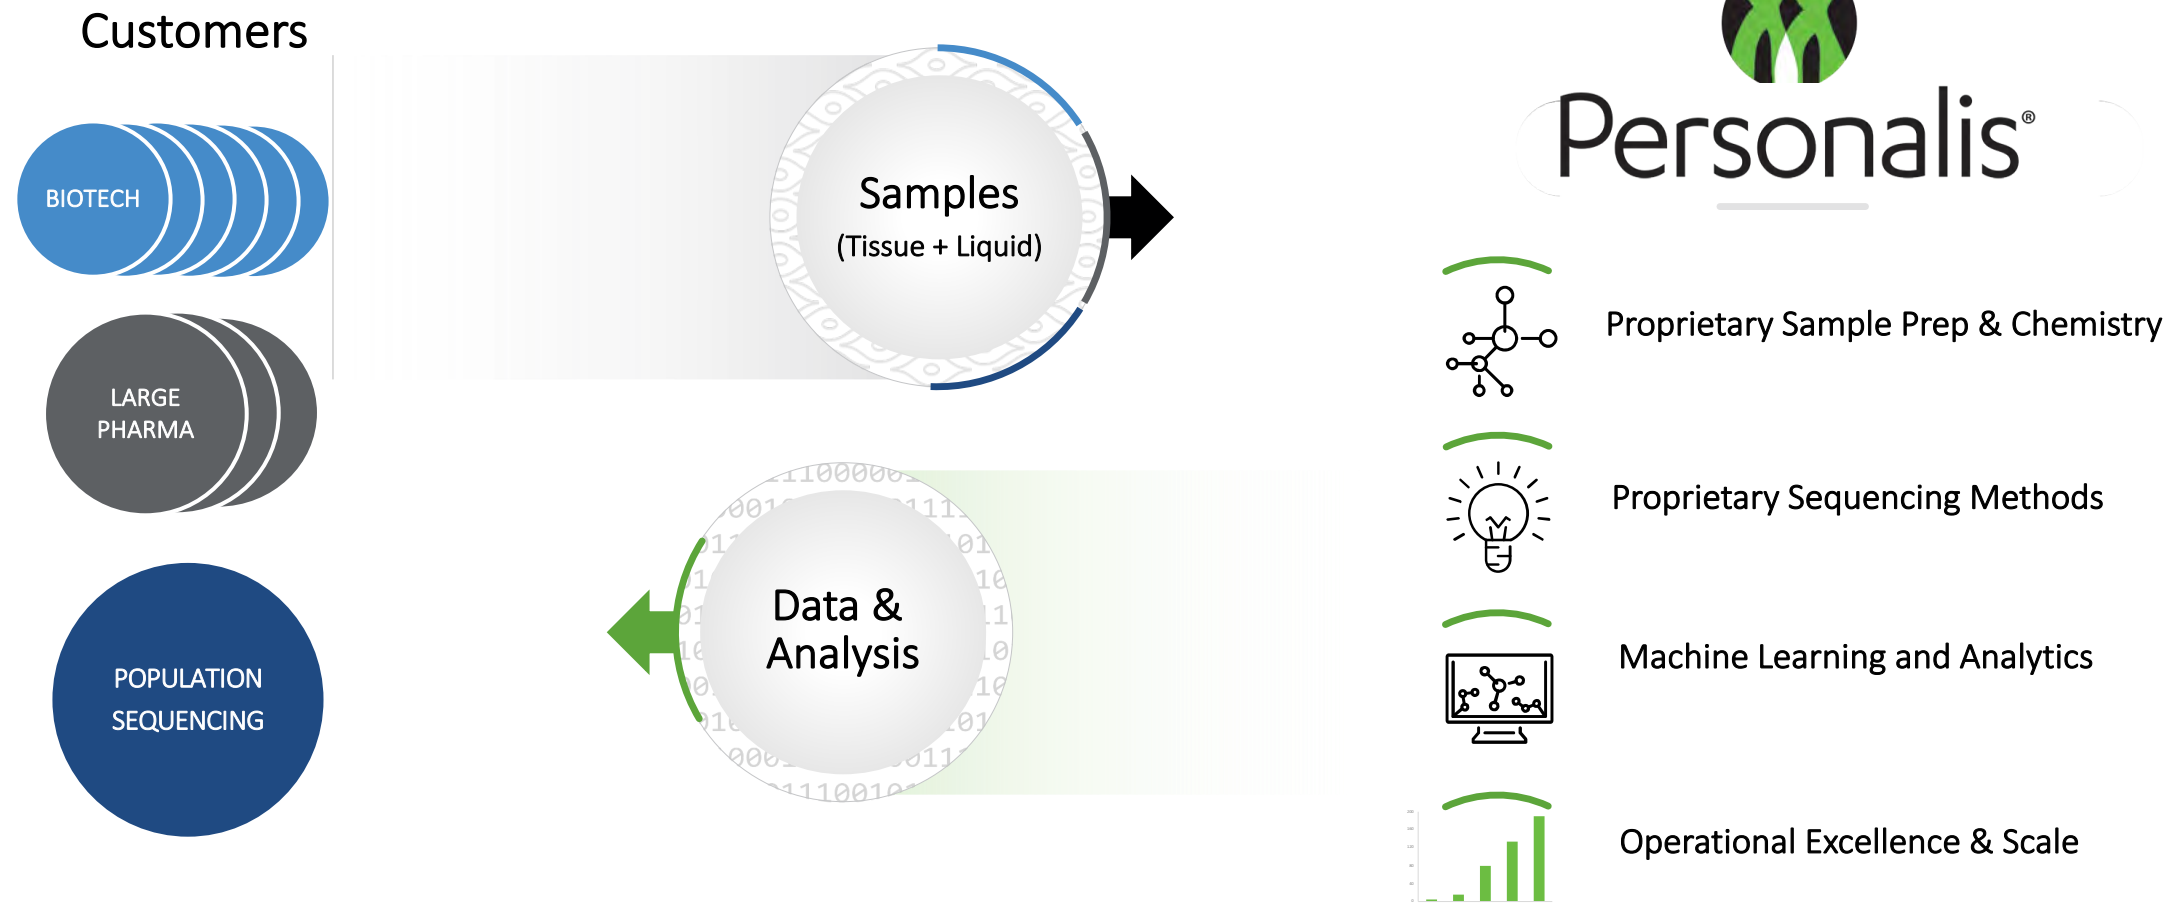 Customers
BIOTECH
LARGE
PHARMA
POPULATION
SEQUENCING
Samples
(Tissue + Liquid)
Data &
Analysis
Personalis®
Proprietary Sample Prep & Chemistry
Proprietary Sequencing Methods
Machine Learning and Analytics
Operational Excellence & Scale